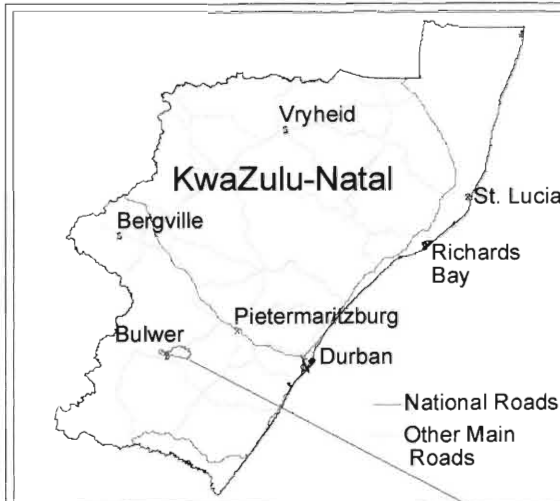 Vryheid
KwaZulu-Natal
St. Lucia
Bergville
Richards
Bay
Pietermaritzburg
Bulwer
Durban
National Roads
Other Main
Roads